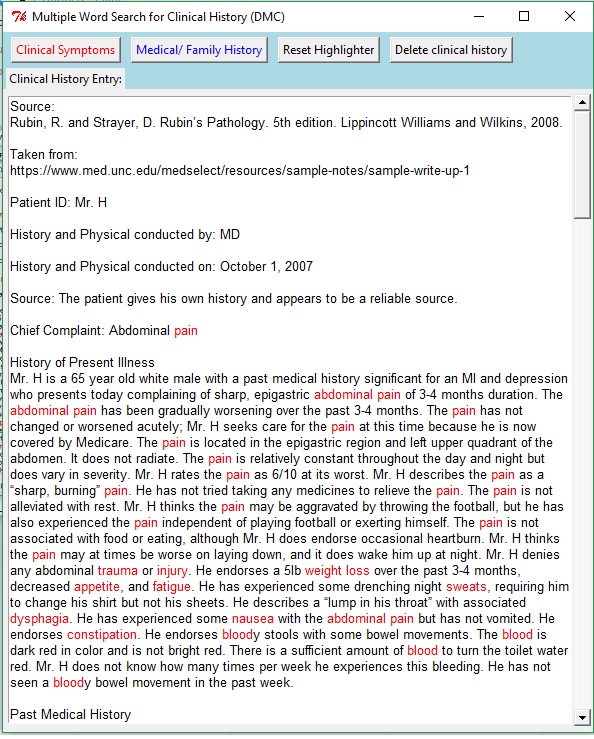 Multiple Word Search for Clinical History (DMC)
Clinical Symptoms Medical/ Family History Reset Highlighter Delete clinical history
Clinical History Entry:
Source:
Rubin, R. and Strayer, D. Rubin's Pathology. 5th edition. Lippincott Williams and Wilkins, 2008.
Taken from:
https://www.med.unc.edu/medselect/resources/sample-notes/sample-write-up-1
Patient ID: Mr. H
History and Physical conducted by: MD
History and Physical conducted on: October 1, 2007
Source: The patient gives his own history and appears to be a reliable source.
Chief Complaint: Abdominal pain
History of Present Illness
Mr. H is a 65 year old white male with a past medical history significant for an MI and depression
who presents today complaining of sharp, epigastric abdominal pain of 3-4 months duration. The
abdominal pain has been gradually worsening over the past 3-4 months. The pain has not
changed or worsened acutely; Mr. H seeks care for the pain at this time because he is now
covered by Medicare. The pain is located in the epigastric region and left upper quadrant of the
abdomen. It does not radiate. The pain is relatively constant throughout the day and night but
does vary in severity. Mr. H rates the pain as 6/10 at its worst. Mr. H describes the pain as a
“sharp, burning” pain. He has not tried taking any medicines to relieve the pain. The pain is not
alleviated with rest. Mr. H thinks the pain may be aggravated by throwing the football, but he has
also experienced the pain independent of playing football or exerting himself. The pain is not
associated with food or eating, although Mr. H does endorse occasional heartburn. Mr. H thinks
the pain may at times be worse on laying down, and it does wake him up at night. Mr. H denies
any abdominal trauma or injury. He endorses a 5lb weight loss over the past 3-4 months,
decreased appetite, and fatigue. He has experienced some drenching night sweats, requiring him
to change his shirt but not his sheets. He describes a “lump in his throat” with associated
dysphagia. He has experienced some nausea with the abdominal pain but has not vomited. He
endorses constipation. He endorses bloody stools with some bowel movements. The blood is
dark red in color and is not bright red. There is a sufficient amount of blood to turn the toilet water
red. Mr. H does not know how many times per week he experiences this bleeding. He has not
seen a bloody bowel movement in the past week.
Past Medical History